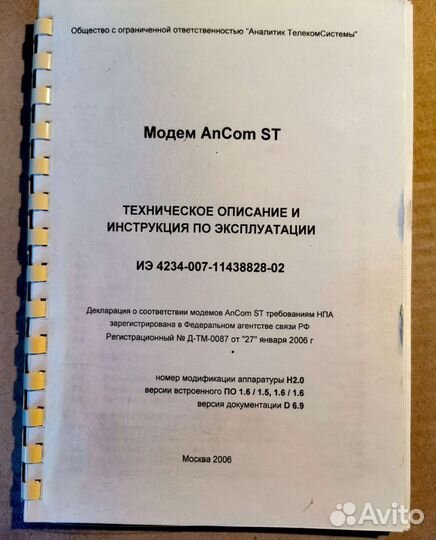 Общество с ограниченной ответственностью "Аналитик ТелекомСистемы"
Модем AnCom ST
ТЕХНИЧЕСКОЕ ОПИСАНИЕ И
ИНСТРУКЦИЯ ПО ЭКСПЛУАТАЦИИ
ИЭ 4234-007-11438828-02
Декларация о соответствии модемов AnCom ST требованиям НПА
зарегистрирована в Федеральном агентстве связи РФ
Регистрационный № Д-ТМ-0087 от "27" января 2006 г
номер модификации аппаратуры H2.0
версии встроенного ПО 1.6 / 1.5, 1.6 / 1.6
версия документации D 6.9
Москва 2006
Avito